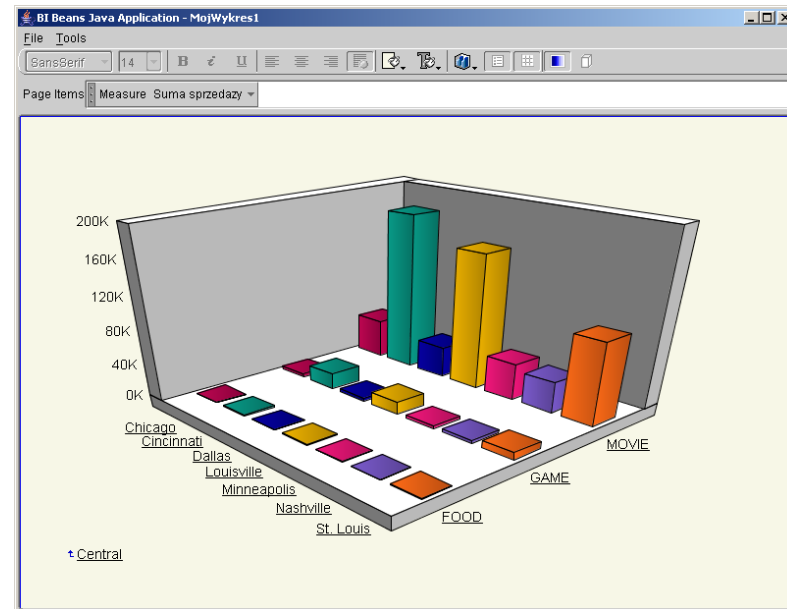 BI Beans Java Application - MojWykres1
File Tools
SansSerif 14 B i U
Page Items Measure Suma sprzedazy
200K
160K
120K
80K
40K
0K
Chicago
Cincinnati
Dallas
Louisville
Minneapolis
Nashville
St. Louis
FOOD
GAME
MOVIE
Central